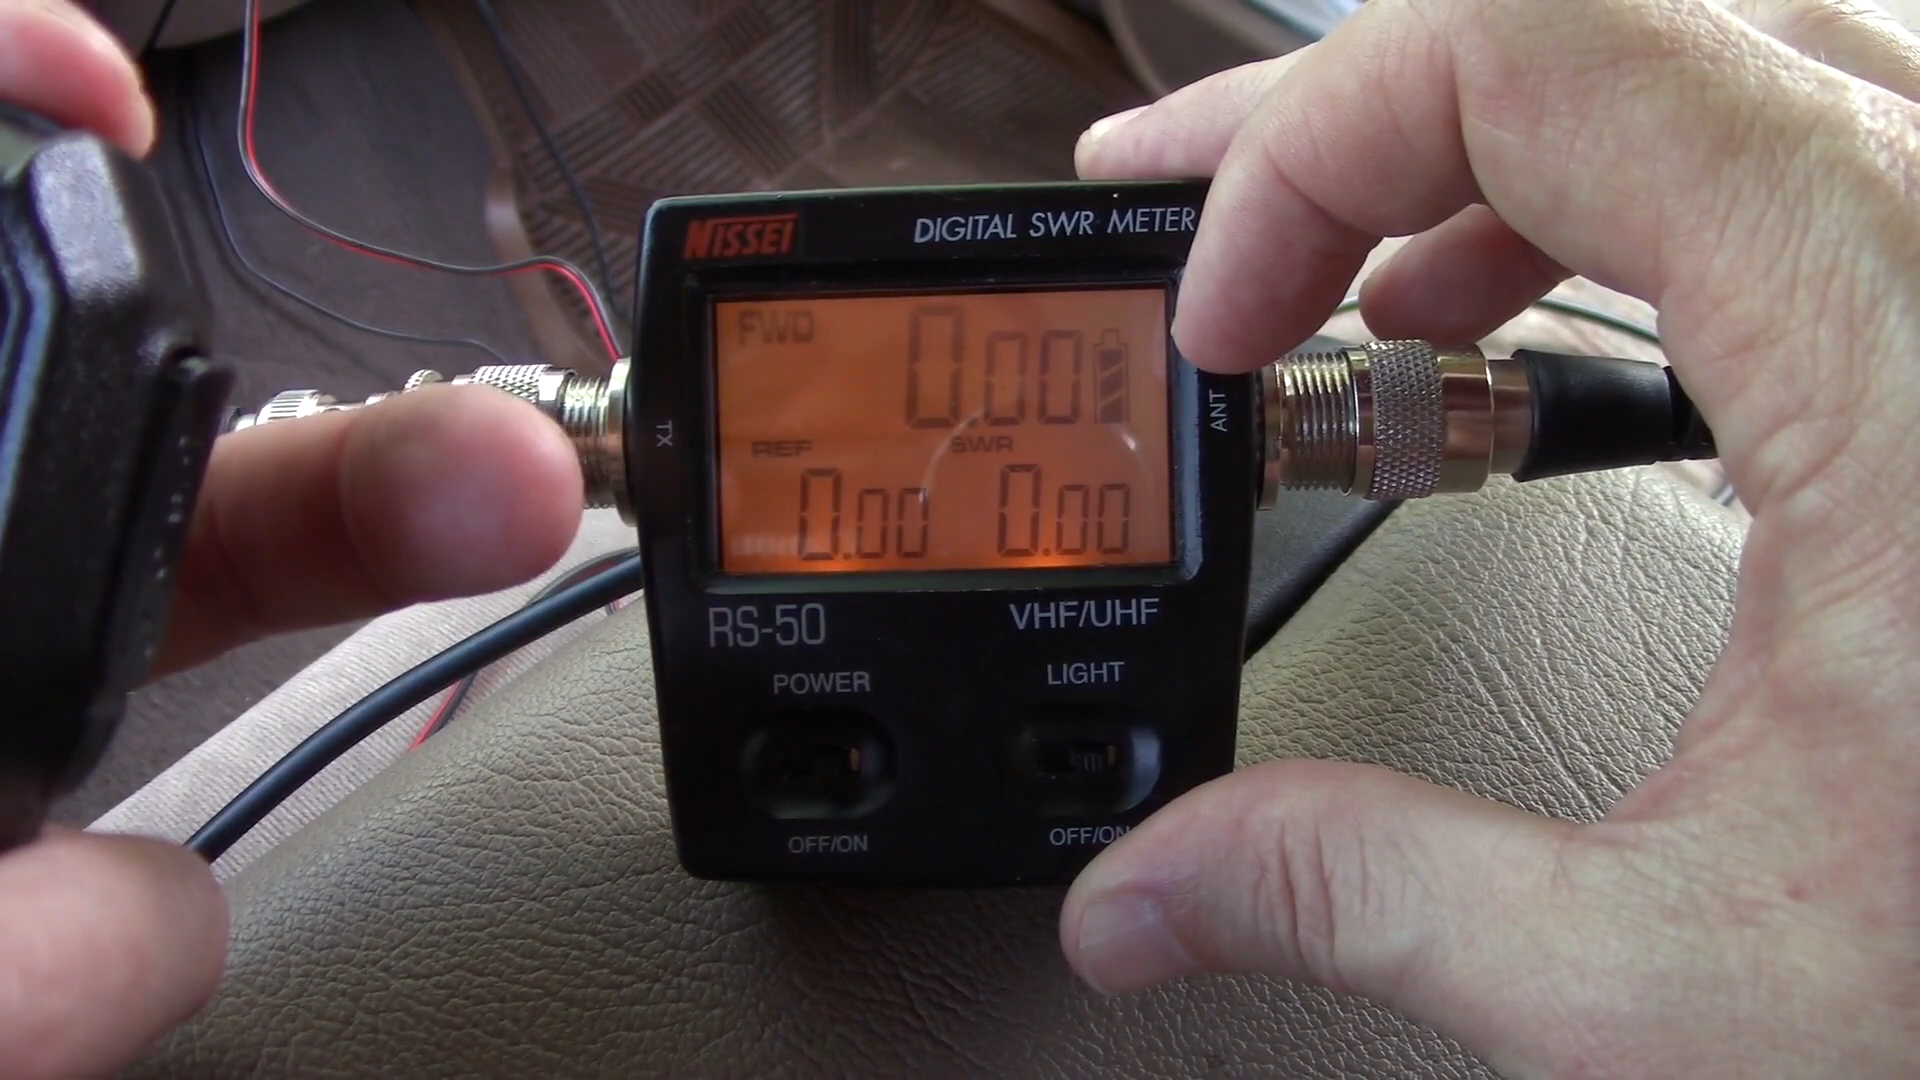 NISSEI
DIGITAL SWR METER
FWD 0.00
REF SWR
0.00 0.00
TX
ANT
RS-50 VHF/UHF
POWER LIGHT
OFF/ON OFF/ON